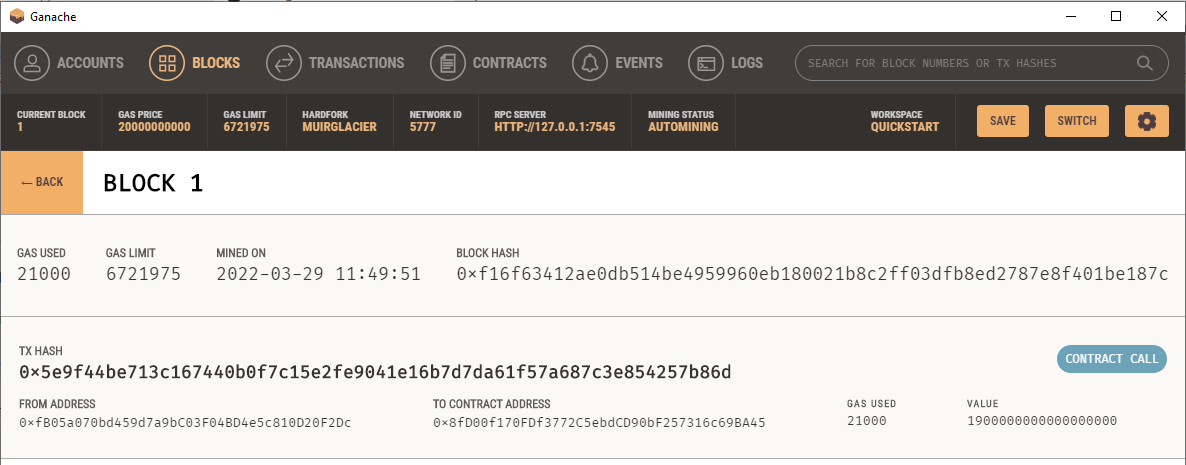 Ganache
ACCOUNTS BLOCKS TRANSACTIONS CONTRACTS EVENTS LOGS SEARCH FOR BLOCK NUMBERS OR TX HASHES
CURRENT BLOCK GAS PRICE GAS LIMIT HARDFORK NETWORK ID RPC SERVER MINING STATUS WORKSPACE
1 20000000000 6721975 MUIRGLACIER 5777 HTTP://127.0.0.1:7545 AUTOMINING QUICKSTART SAVE SWITCH
← BACK BLOCK 1
GAS USED GAS LIMIT MINED ON BLOCK HASH
21000 6721975 2022-03-29 11:49:51 0×f16f63412ae0db514be4959960eb180021b8c2ff03dfb8ed2787e8f401be187c
TX HASH
0×5e9f44be713c167440b0f7c15e2fe9041e16b7d7da61f57a687c3e854257b86d CONTRACT CALL
FROM ADDRESS TO CONTRACT ADDRESS GAS USED VALUE
0×fB05a070bd459d7a9bC03F04BD4e5c810D20F2Dc 0×8fD00f170FDf3772C5ebdCD90bF257316c69BA45 21000 1900000000000000000